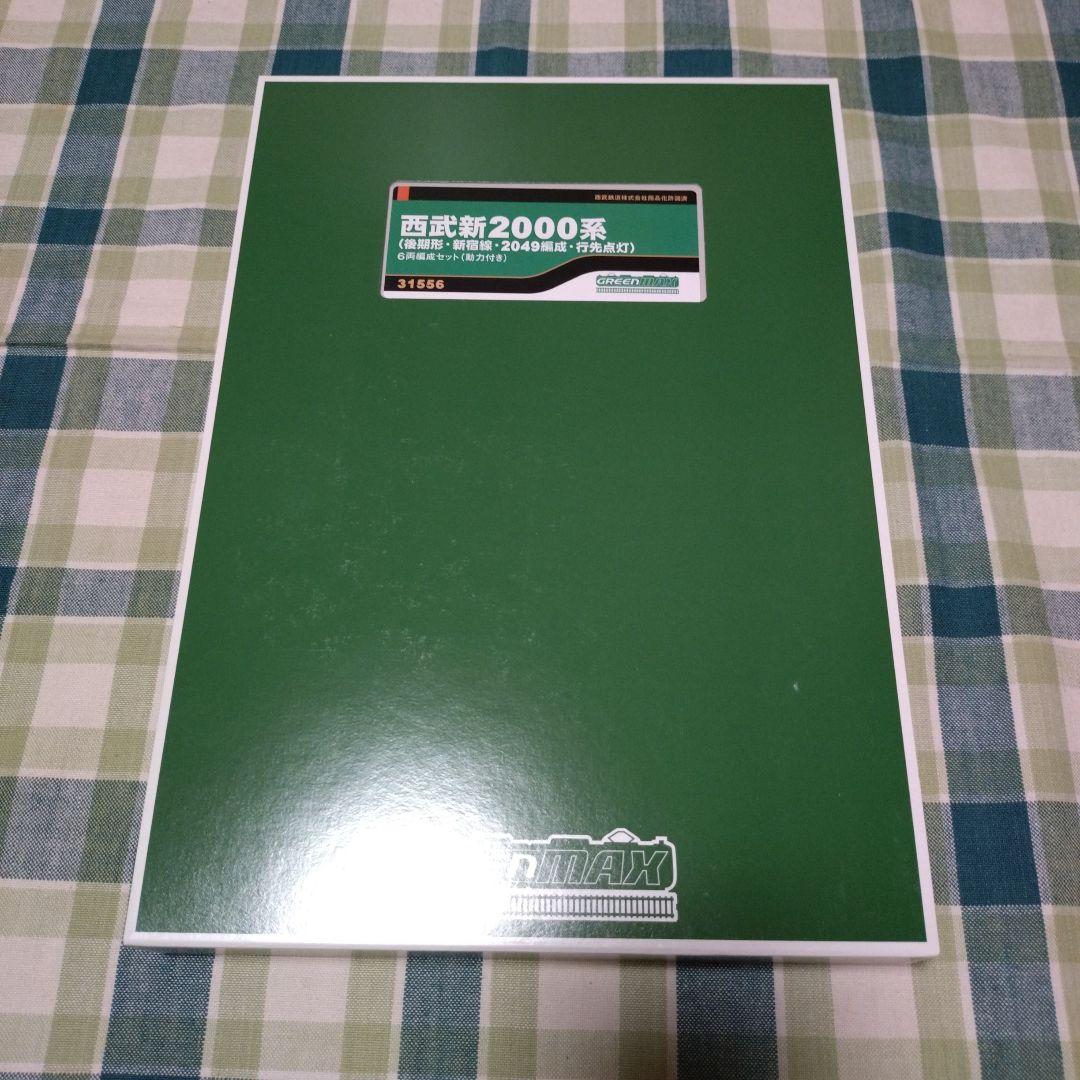 西武鉄道株式会社商品化許諾済
西武新2000系
(後期形・新宿線・2049編成・行先点灯)
6両編成セット(動力付き)
31556
GREENMAX
nMAX